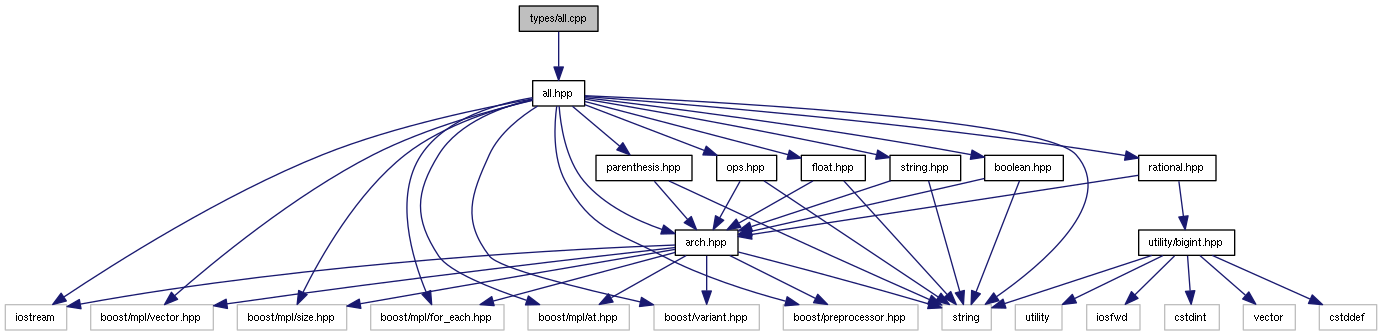 types/all.cpp
all.hpp
parenthesis.hpp
ops.hpp
float.hpp
string.hpp
boolean.hpp
rational.hpp
arch.hpp
utility/bigint.hpp
iostream
boost/mpl/vector.hpp
boost/mpl/size.hpp
boost/mpl/for_each.hpp
boost/mpl/at.hpp
boost/variant.hpp
boost/preprocessor.hpp
string
utility
iosfwd
cstdint
vector
cstddef